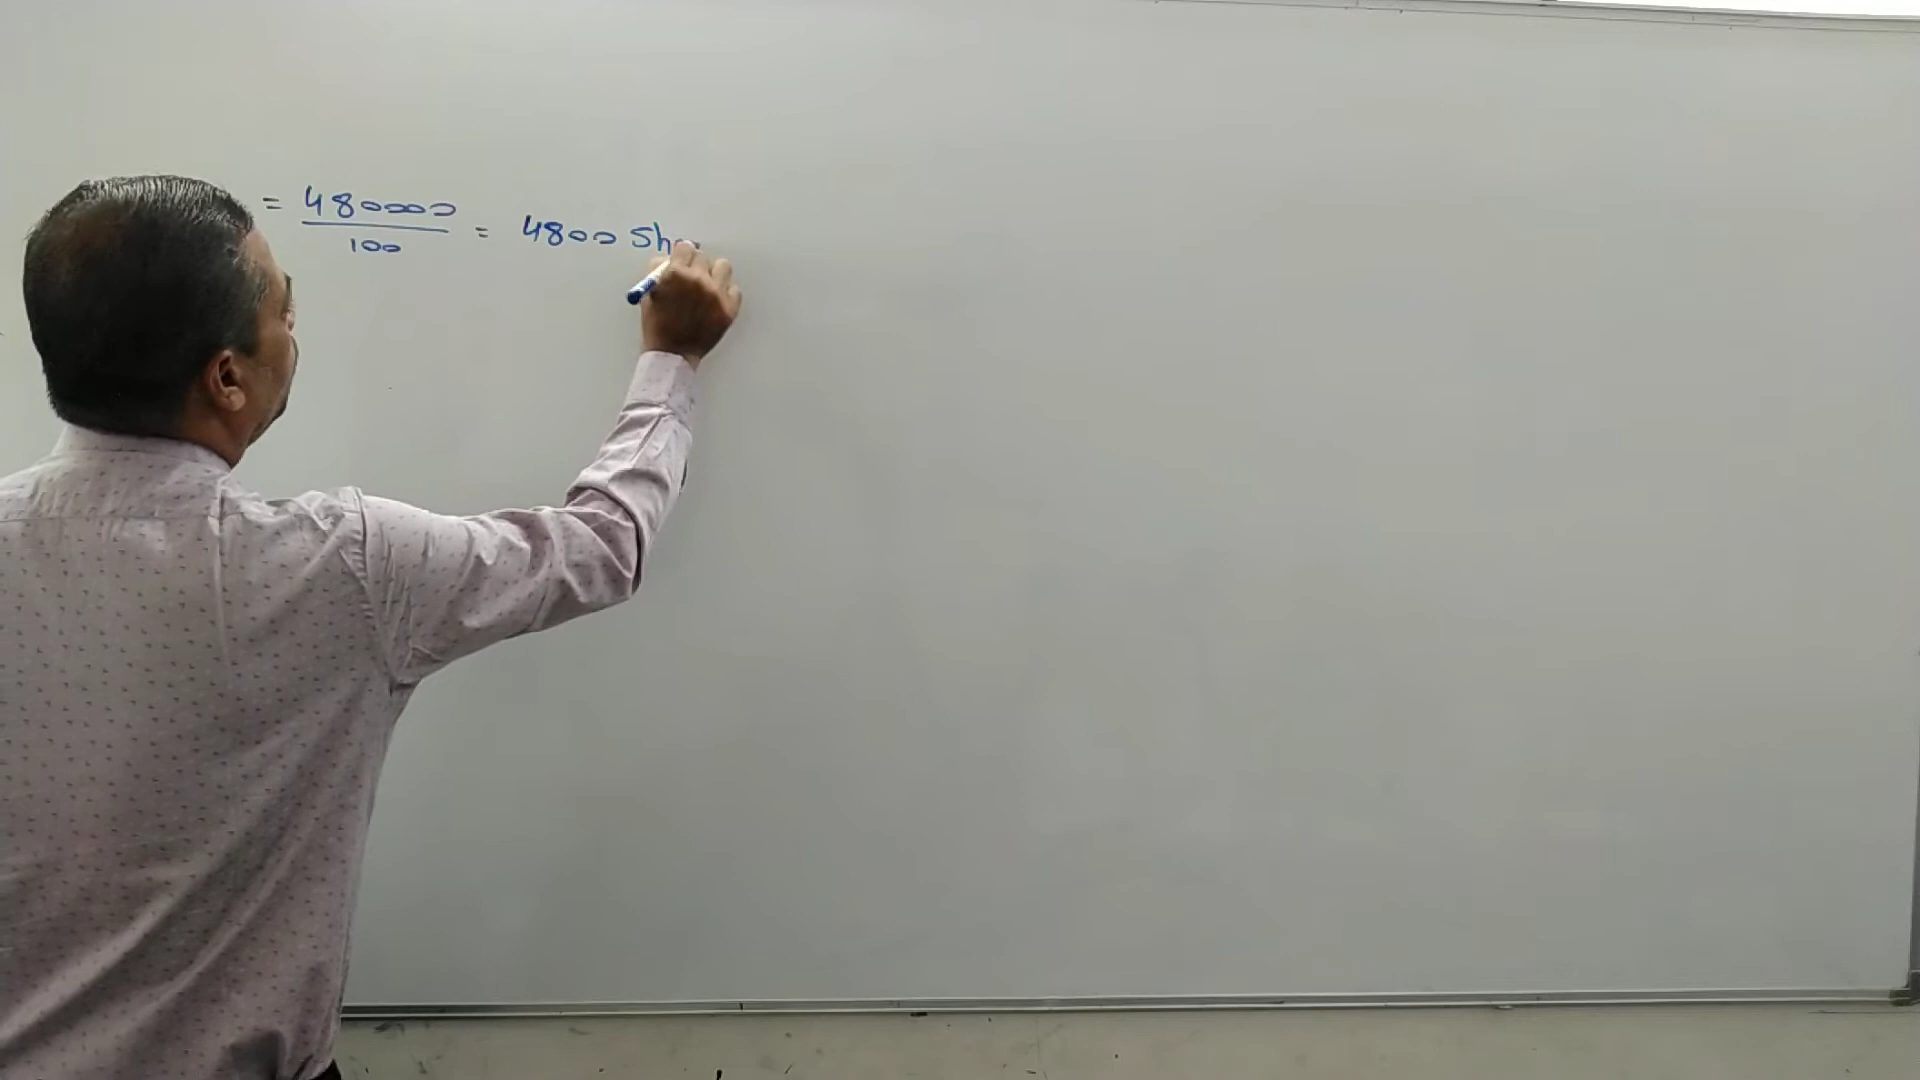 = 480000/100 = 4800 Sh